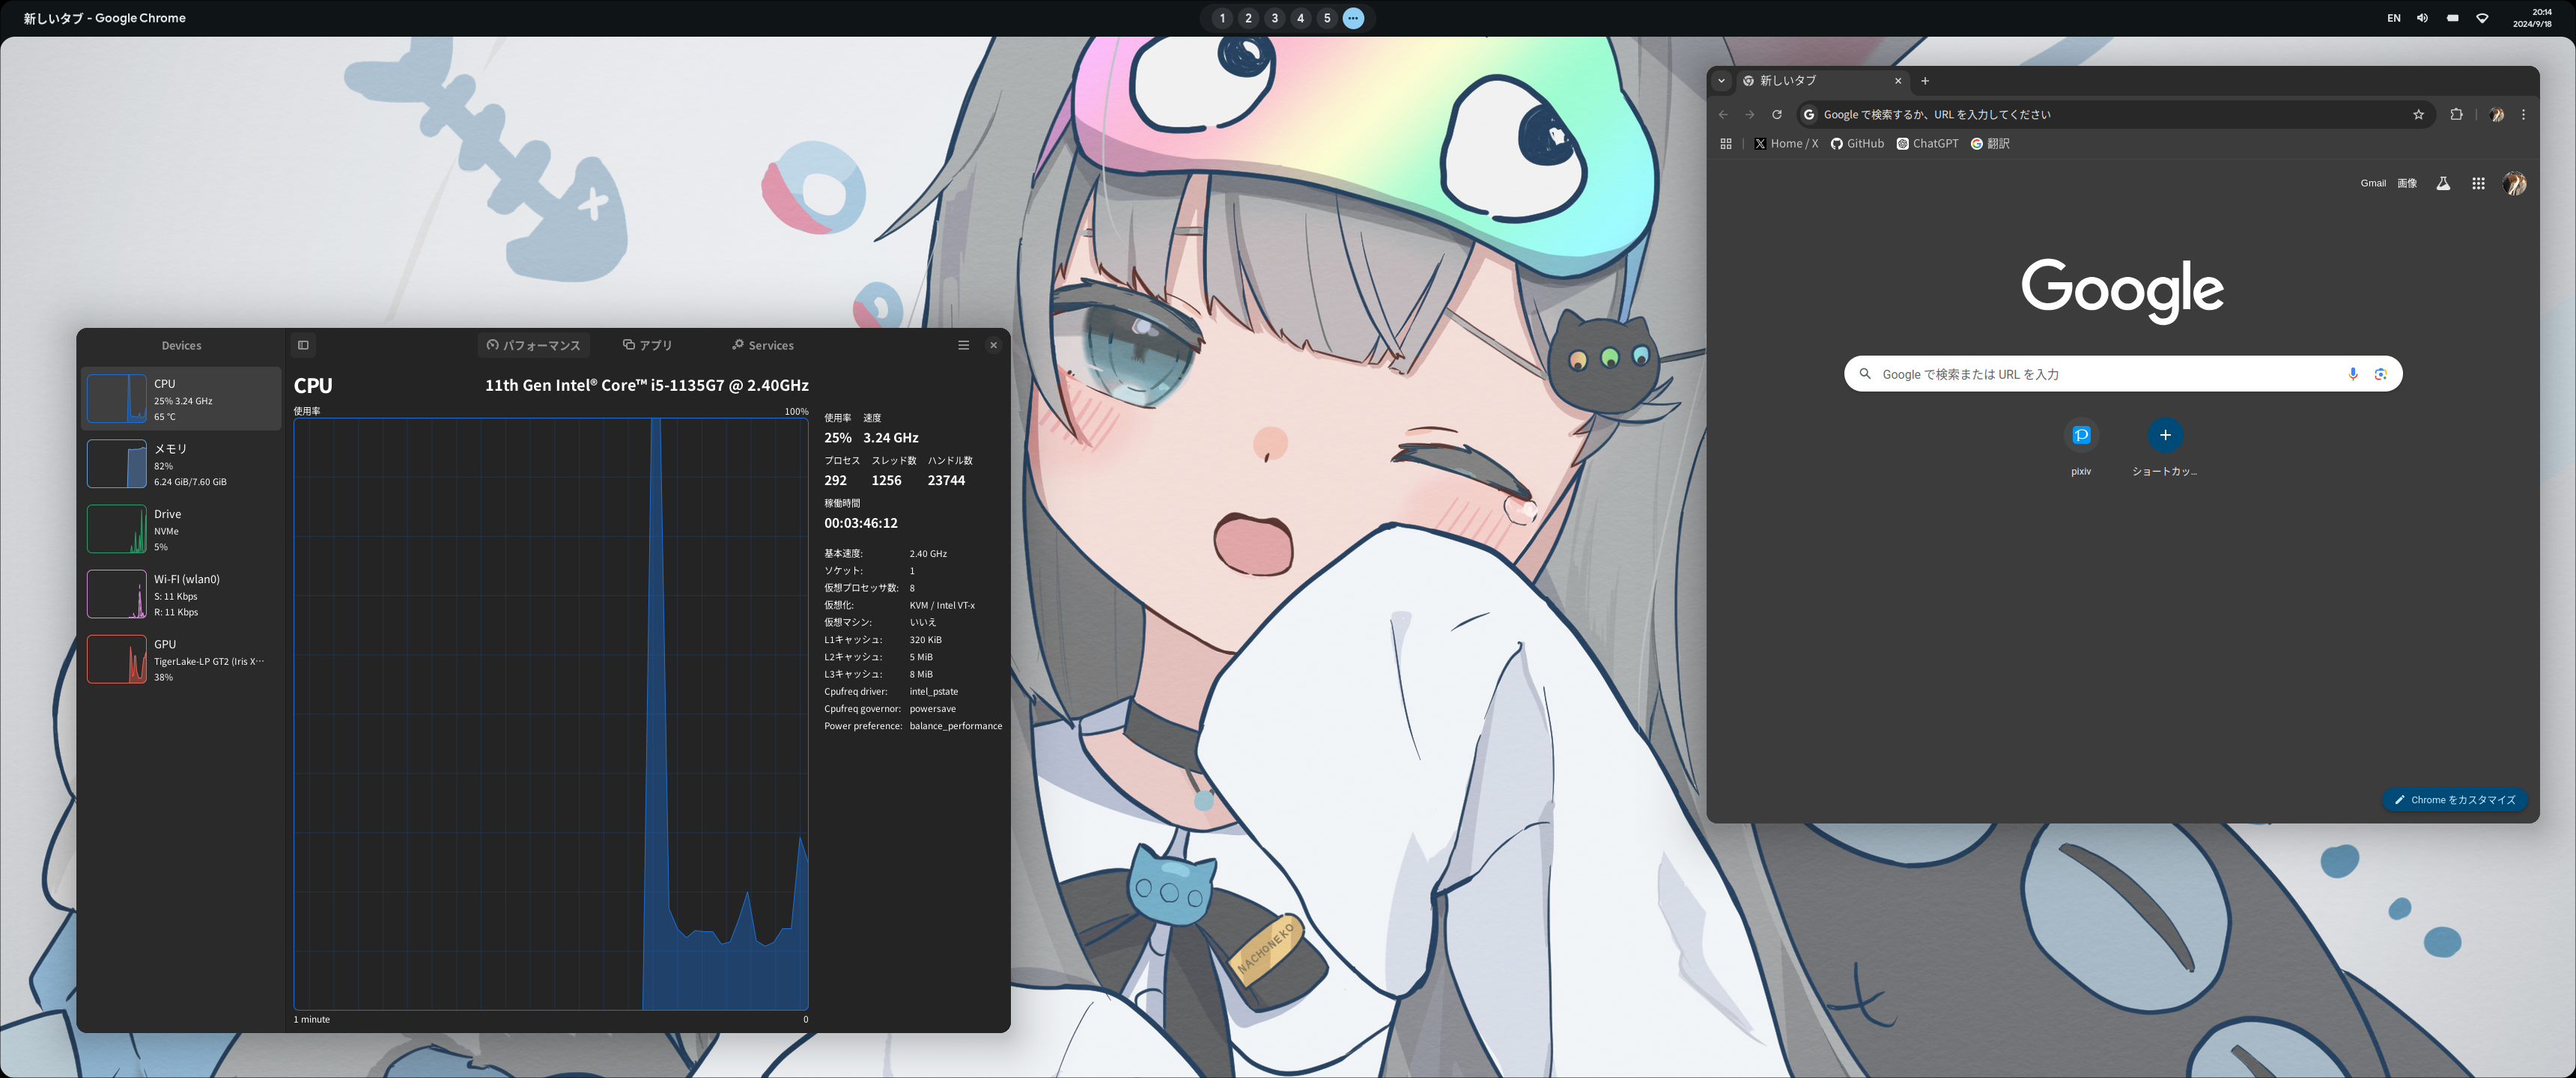 新しいタブ - Google Chrome
1 2 3 4 5 ···
EN
20:14
2024/9/18
Devices
CPU
25% 3.24 GHz
65 °C
メモリ
82%
6.24 GiB/7.60 GiB
Drive
NVMe
5%
Wi-FI (wlan0)
S: 11 Kbps
R: 11 Kbps
GPU
TigerLake-LP GT2 (Iris X···
38%
パフォーマンス
アプリ
Services
CPU
11th Gen Intel® Core™ i5-1135G7 @ 2.40GHz
使用率
100%
1 minute
0
使用率 速度
25% 3.24 GHz
プロセス スレッド数 ハンドル数
292 1256 23744
稼働時間
00:03:46:12
基本速度: 2.40 GHz
ソケット: 1
仮想プロセッサ数: 8
仮想化: KVM / Intel VT-x
仮想マシン: いいえ
L1キャッシュ: 320 KiB
L2キャッシュ: 5 MiB
L3キャッシュ: 8 MiB
Cpufreq driver: intel_pstate
Cpufreq governor: powersave
Power preference: balance_performance
NACHONEKO
新しいタブ
Google で検索するか、URL を入力してください
Home / X
GitHub
ChatGPT
翻訳
Gmail 画像
Google
Google で検索または URL を入力
pixiv
ショートカッ...
Chrome をカスタマイズ